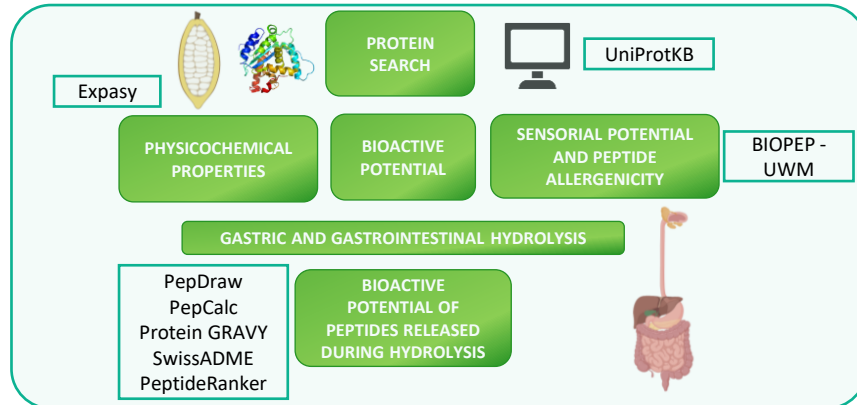 PROTEIN
SEARCH
UniProtKB
Expasy
PHYSICOCHEMICAL
PROPERTIES
BIOACTIVE
POTENTIAL
SENSORIAL POTENTIAL
AND PEPTIDE
ALLERGENICITY
BIOPEP -
UWM
GASTRIC AND GASTROINTESTINAL HYDROLYSIS
PepDraw
PepCalc
Protein GRAVY
SwissADME
PeptideRanker
BIOACTIVE
POTENTIAL OF
PEPTIDES RELEASED
DURING HYDROLYSIS